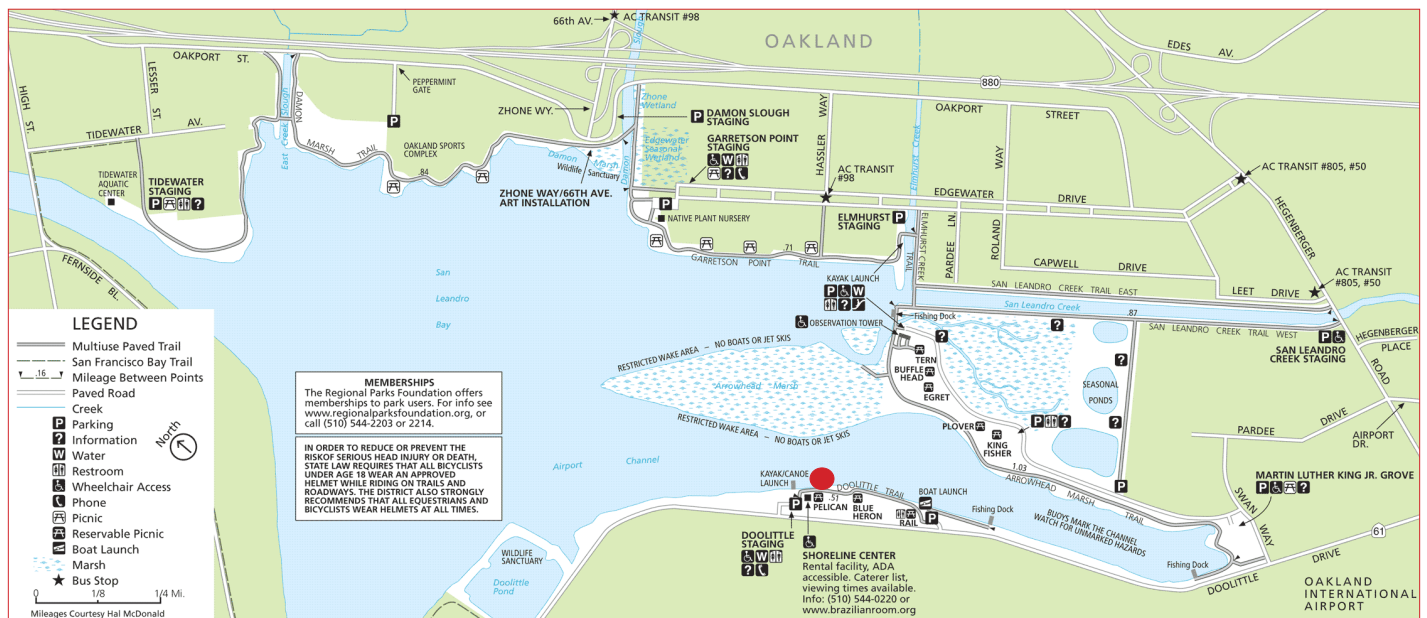 66th AV.
AC TRANSIT #98
OAKLAND
EDES AV.
OAKPORT ST.
Slough
880
LESSER ST.
HIGH ST.
DAMON
PEPPERMINT
GATE
ZHONE WY.
Zhone
Wetland
DAMON SLOUGH
STAGING
HASSLER WAY
OAKPORT STREET
TIDEWATER AV.
East Creek Slough
MARSH TRAIL
OAKLAND SPORTS
COMPLEX
.84
Damon Marsh
Wildlife Sanctuary
Damon
Edgewater
Seasonal
Wetland
GARRETSON POINT
STAGING
Elmhurst Creek
WAY
AC TRANSIT #805, #50
AC TRANSIT
#98
TIDEWATER
AQUATIC
CENTER
TIDEWATER
STAGING
ZHONE WAY/66TH AVE.
ART INSTALLATION
EDGEWATER DRIVE
HEGENBERGER
NATIVE PLANT NURSERY
ELMHURST
STAGING
ELMHURST CREEK
TRAIL
PARDEE LN.
ROLAND
FERNSIDE BL.
GARRETSON POINT TRAIL
.71
CAPWELL DRIVE
San
Leandro
Bay
KAYAK LAUNCH
SAN LEANDRO CREEK TRAIL EAST
LEET DRIVE
AC TRANSIT
#805, #50
San Leandro Creek
.87
Fishing Dock
OBSERVATION TOWER
SAN LEANDRO CREEK TRAIL WEST
HEGENBERGER
PLACE
ROAD
SAN LEANDRO
CREEK STAGING
LEGEND
Multiuse Paved Trail
San Francisco Bay Trail
.16 Mileage Between Points
Paved Road
Creek
P Parking
? Information
W Water
Restroom
Wheelchair Access
Phone
Picnic
Reservable Picnic
Boat Launch
Marsh
Bus Stop
0 1/8 1/4 Mi.
Mileages Courtesy Hal McDonald
North
MEMBERSHIPS
The Regional Parks Foundation offers
memberships to park users. For info see
www.regionalparksfoundation.org, or
call (510) 544-2203 or 2214.
IN ORDER TO REDUCE OR PREVENT THE
RISKOF SERIOUS HEAD INJURY OR DEATH,
STATE LAW REQUIRES THAT ALL BICYCLISTS
UNDER AGE 18 WEAR AN APPROVED
HELMET WHILE RIDING ON TRAILS AND
ROADWAYS. THE DISTRICT ALSO STRONGLY
RECOMMENDS THAT ALL EQUESTRIANS AND
BICYCLISTS WEAR HELMETS AT ALL TIMES.
RESTRICTED WAKE AREA – NO BOATS OR JET SKIS
Arrowhead Marsh
RESTRICTED WAKE AREA – NO BOATS OR JET SKIS
TERN
BUFFLE
HEAD
EGRET
SEASONAL
PONDS
PLOVER
KING
FISHER
PARDEE DRIVE
AIRPORT
DR.
1.03
ARROWHEAD MARSH TRAIL
MARTIN LUTHER KING JR. GROVE
SWAN WAY
Airport Channel
KAYAK/CANOE
LAUNCH
DOOLITTLE TRAIL
.51
PELICAN
BLUE
HERON
BOAT LAUNCH
RAIL
Fishing Dock
BUOYS MARK THE CHANNEL
WATCH FOR UNMARKED HAZARDS
Fishing Dock
DOOLITTLE DRIVE
61
DOOLITTLE
STAGING
SHORELINE CENTER
Rental facility, ADA
accessible. Caterer list,
viewing times available.
Info: (510) 544-0220 or
www.brazilianroom.org
WILDLIFE
SANCTUARY
Doolittle
Pond
OAKLAND
INTERNATIONAL
AIRPORT